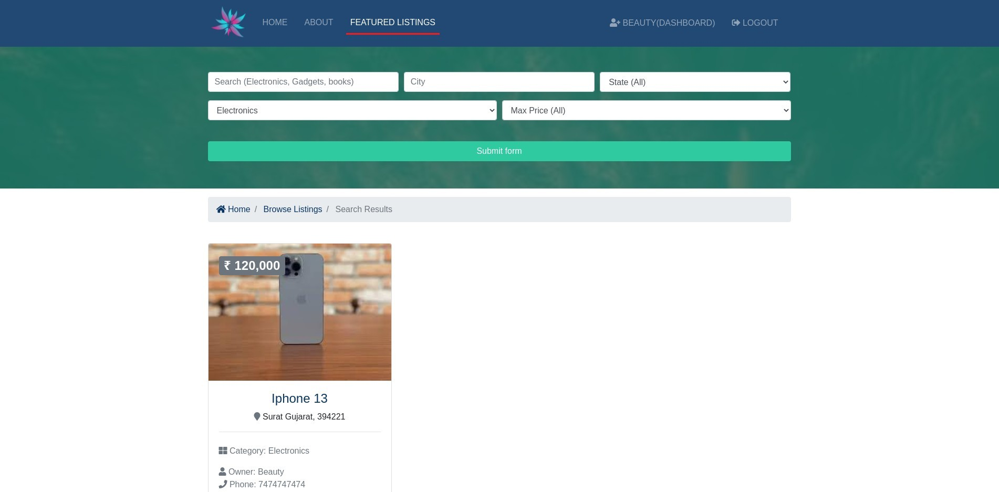 HOME
ABOUT
FEATURED LISTINGS
BEAUTY(DASHBOARD)
LOGOUT
Search (Electronics, Gadgets, books)
City
State (All)
Electronics
Max Price (All)
Submit form
Home / Browse Listings / Search Results
₹ 120,000
Iphone 13
Surat Gujarat, 394221
Category: Electronics
Owner: Beauty
Phone: 7474747474